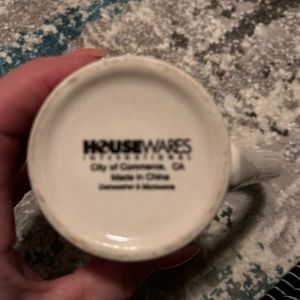 HOUSEWARES
INTERNATIONAL
City of Commerce, CA
Made in China
Dishwasher & Microwave